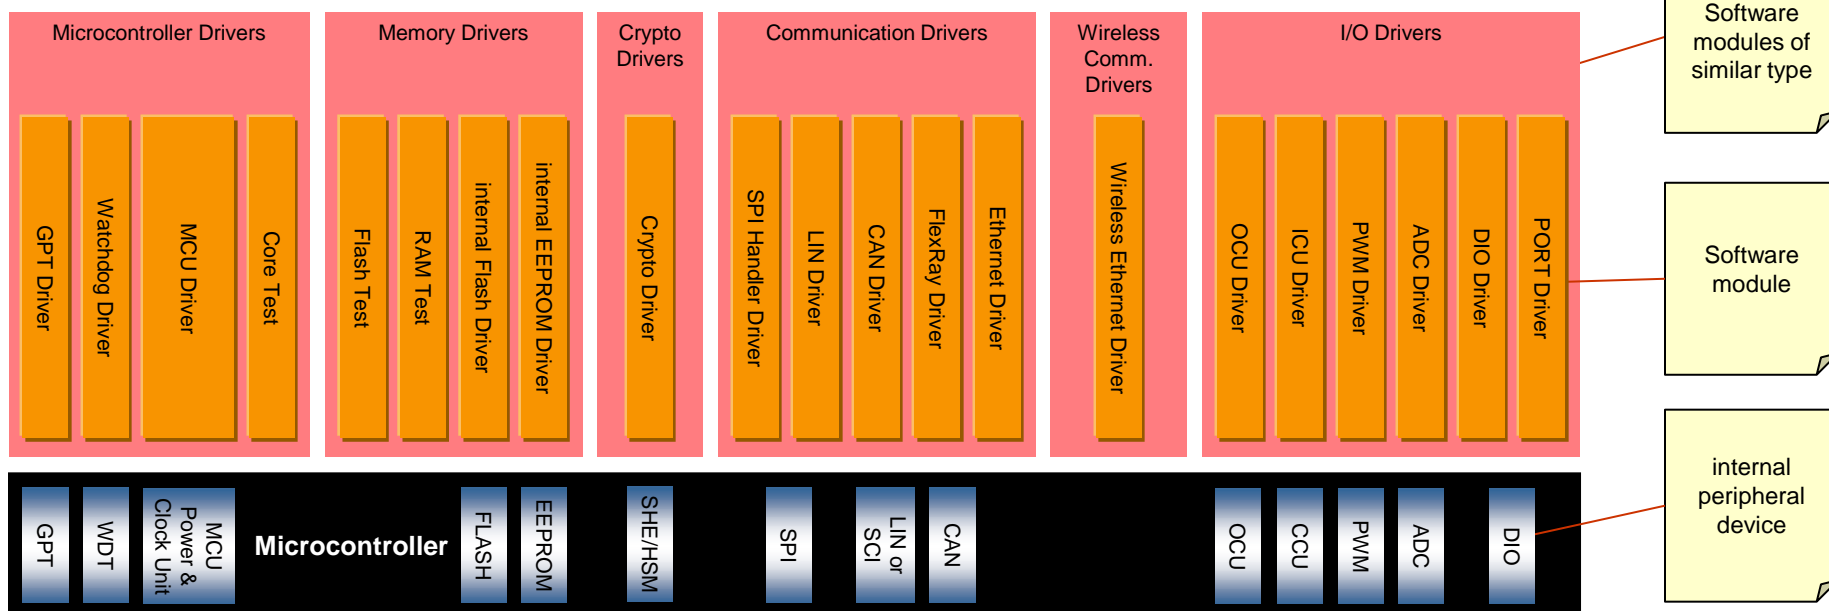 Microcontroller Drivers
Memory Drivers
Crypto
Drivers
Communication Drivers
Wireless
Comm.
Drivers
I/O Drivers
Software
modules of
similar type
GPT Driver
Watchdog Driver
MCU Driver
Core Test
Flash Test
RAM Test
internal Flash Driver
internal EEPROM Driver
Crypto Driver
SPI Handler Driver
LIN Driver
CAN Driver
FlexRay Driver
Ethernet Driver
Wireless Ethernet Driver
OCU Driver
ICU Driver
PWM Driver
ADC Driver
DIO Driver
PORT Driver
Software
module
GPT
WDT
MCU
Power &
Clock Unit
Microcontroller
FLASH
EEPROM
SHE/HSM
SPI
LIN or
SCI
CAN
OCU
CCU
PWM
ADC
DIO
internal
peripheral
device